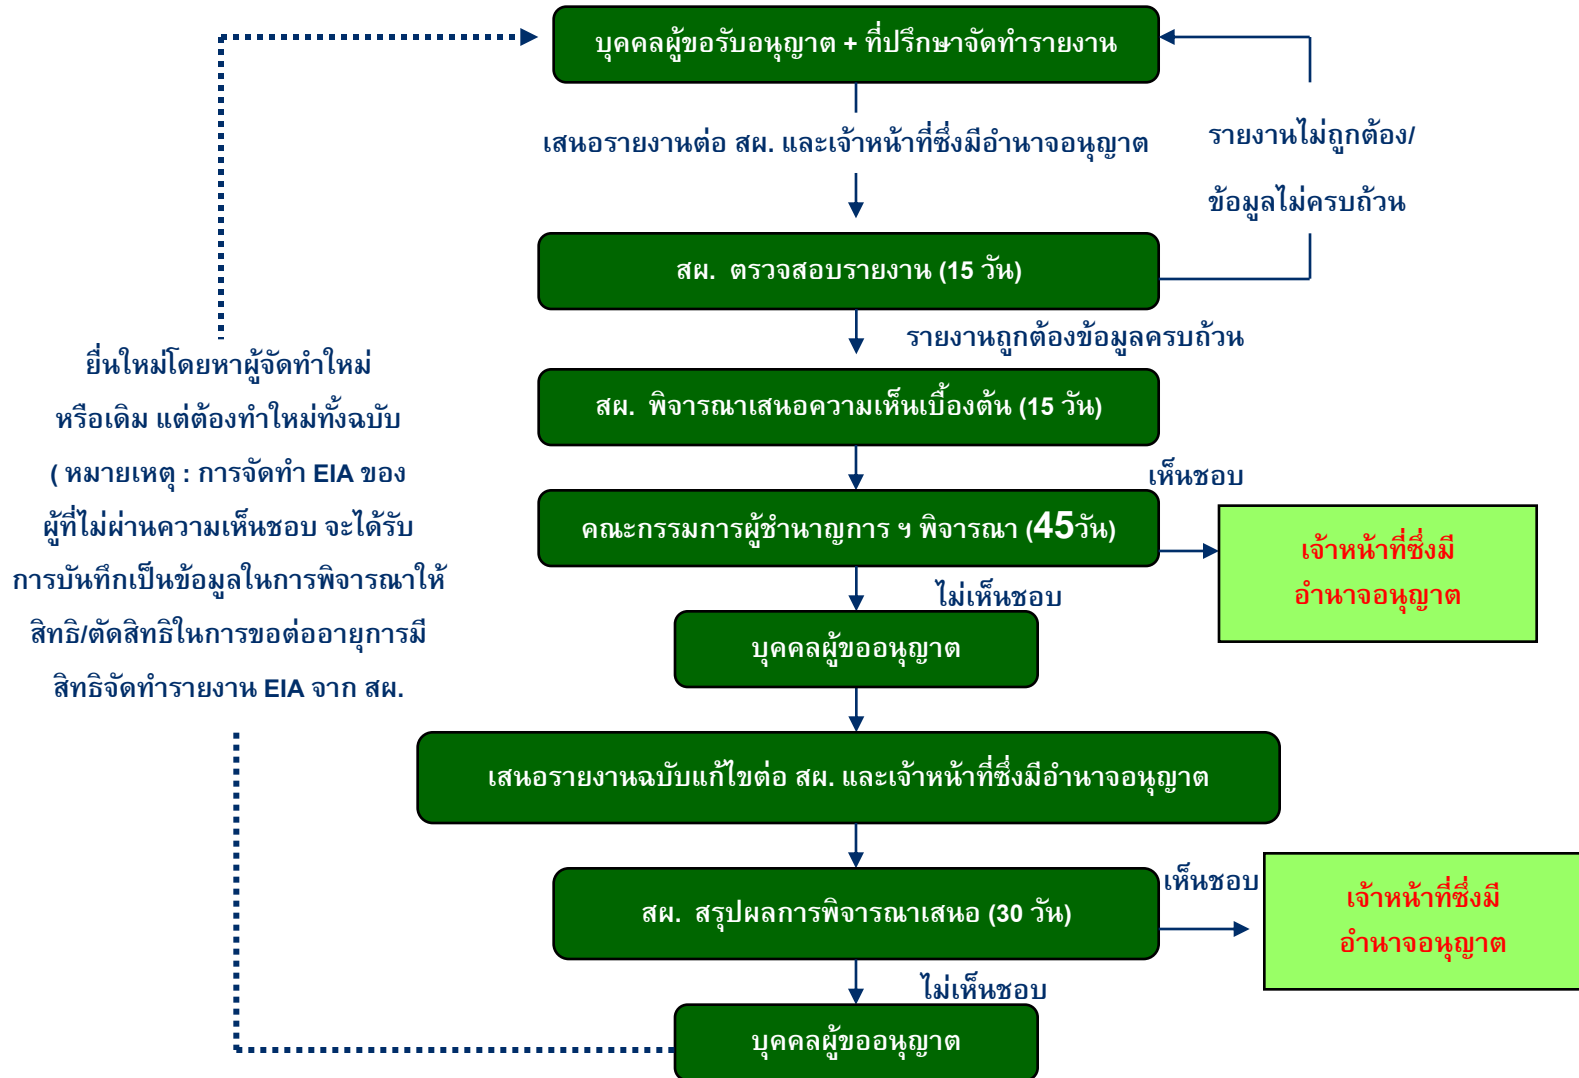 บุคคลผู้ขอรับอนุญาต + ที่ปรึกษาจัดทำรายงาน
เสนอรายงานต่อ สผ. และเจ้าหน้าที่ซึ่งมีอำนาจอนุญาต
รายงานไม่ถูกต้อง/
ข้อมูลไม่ครบถ้วน
สผ. ตรวจสอบรายงาน (15 วัน)
รายงานถูกต้องข้อมูลครบถ้วน
ยื่นใหม่โดยหาผู้จัดทำใหม่
หรือเดิม แต่ต้องทำใหม่ทั้งฉบับ
( หมายเหตุ : การจัดทำ EIA ของ
ผู้ที่ไม่ผ่านความเห็นชอบ จะได้รับ
การบันทึกเป็นข้อมูลในการพิจารณาให้
สิทธิ/ตัดสิทธิในการขอต่ออายุการมี
สิทธิจัดทำรายงาน EIA จาก สผ.
สผ. พิจารณาเสนอความเห็นเบื้องต้น (15 วัน)
เห็นชอบ
คณะกรรมการผู้ชำนาญการ ฯ พิจารณา (45วัน)
เจ้าหน้าที่ซึ่งมี
อำนาจอนุญาต
ไม่เห็นชอบ
บุคคลผู้ขออนุญาต
เสนอรายงานฉบับแก้ไขต่อ สผ. และเจ้าหน้าที่ซึ่งมีอำนาจอนุญาต
เห็นชอบ
สผ. สรุปผลการพิจารณาเสนอ (30 วัน)
เจ้าหน้าที่ซึ่งมี
อำนาจอนุญาต
ไม่เห็นชอบ
บุคคลผู้ขออนุญาต